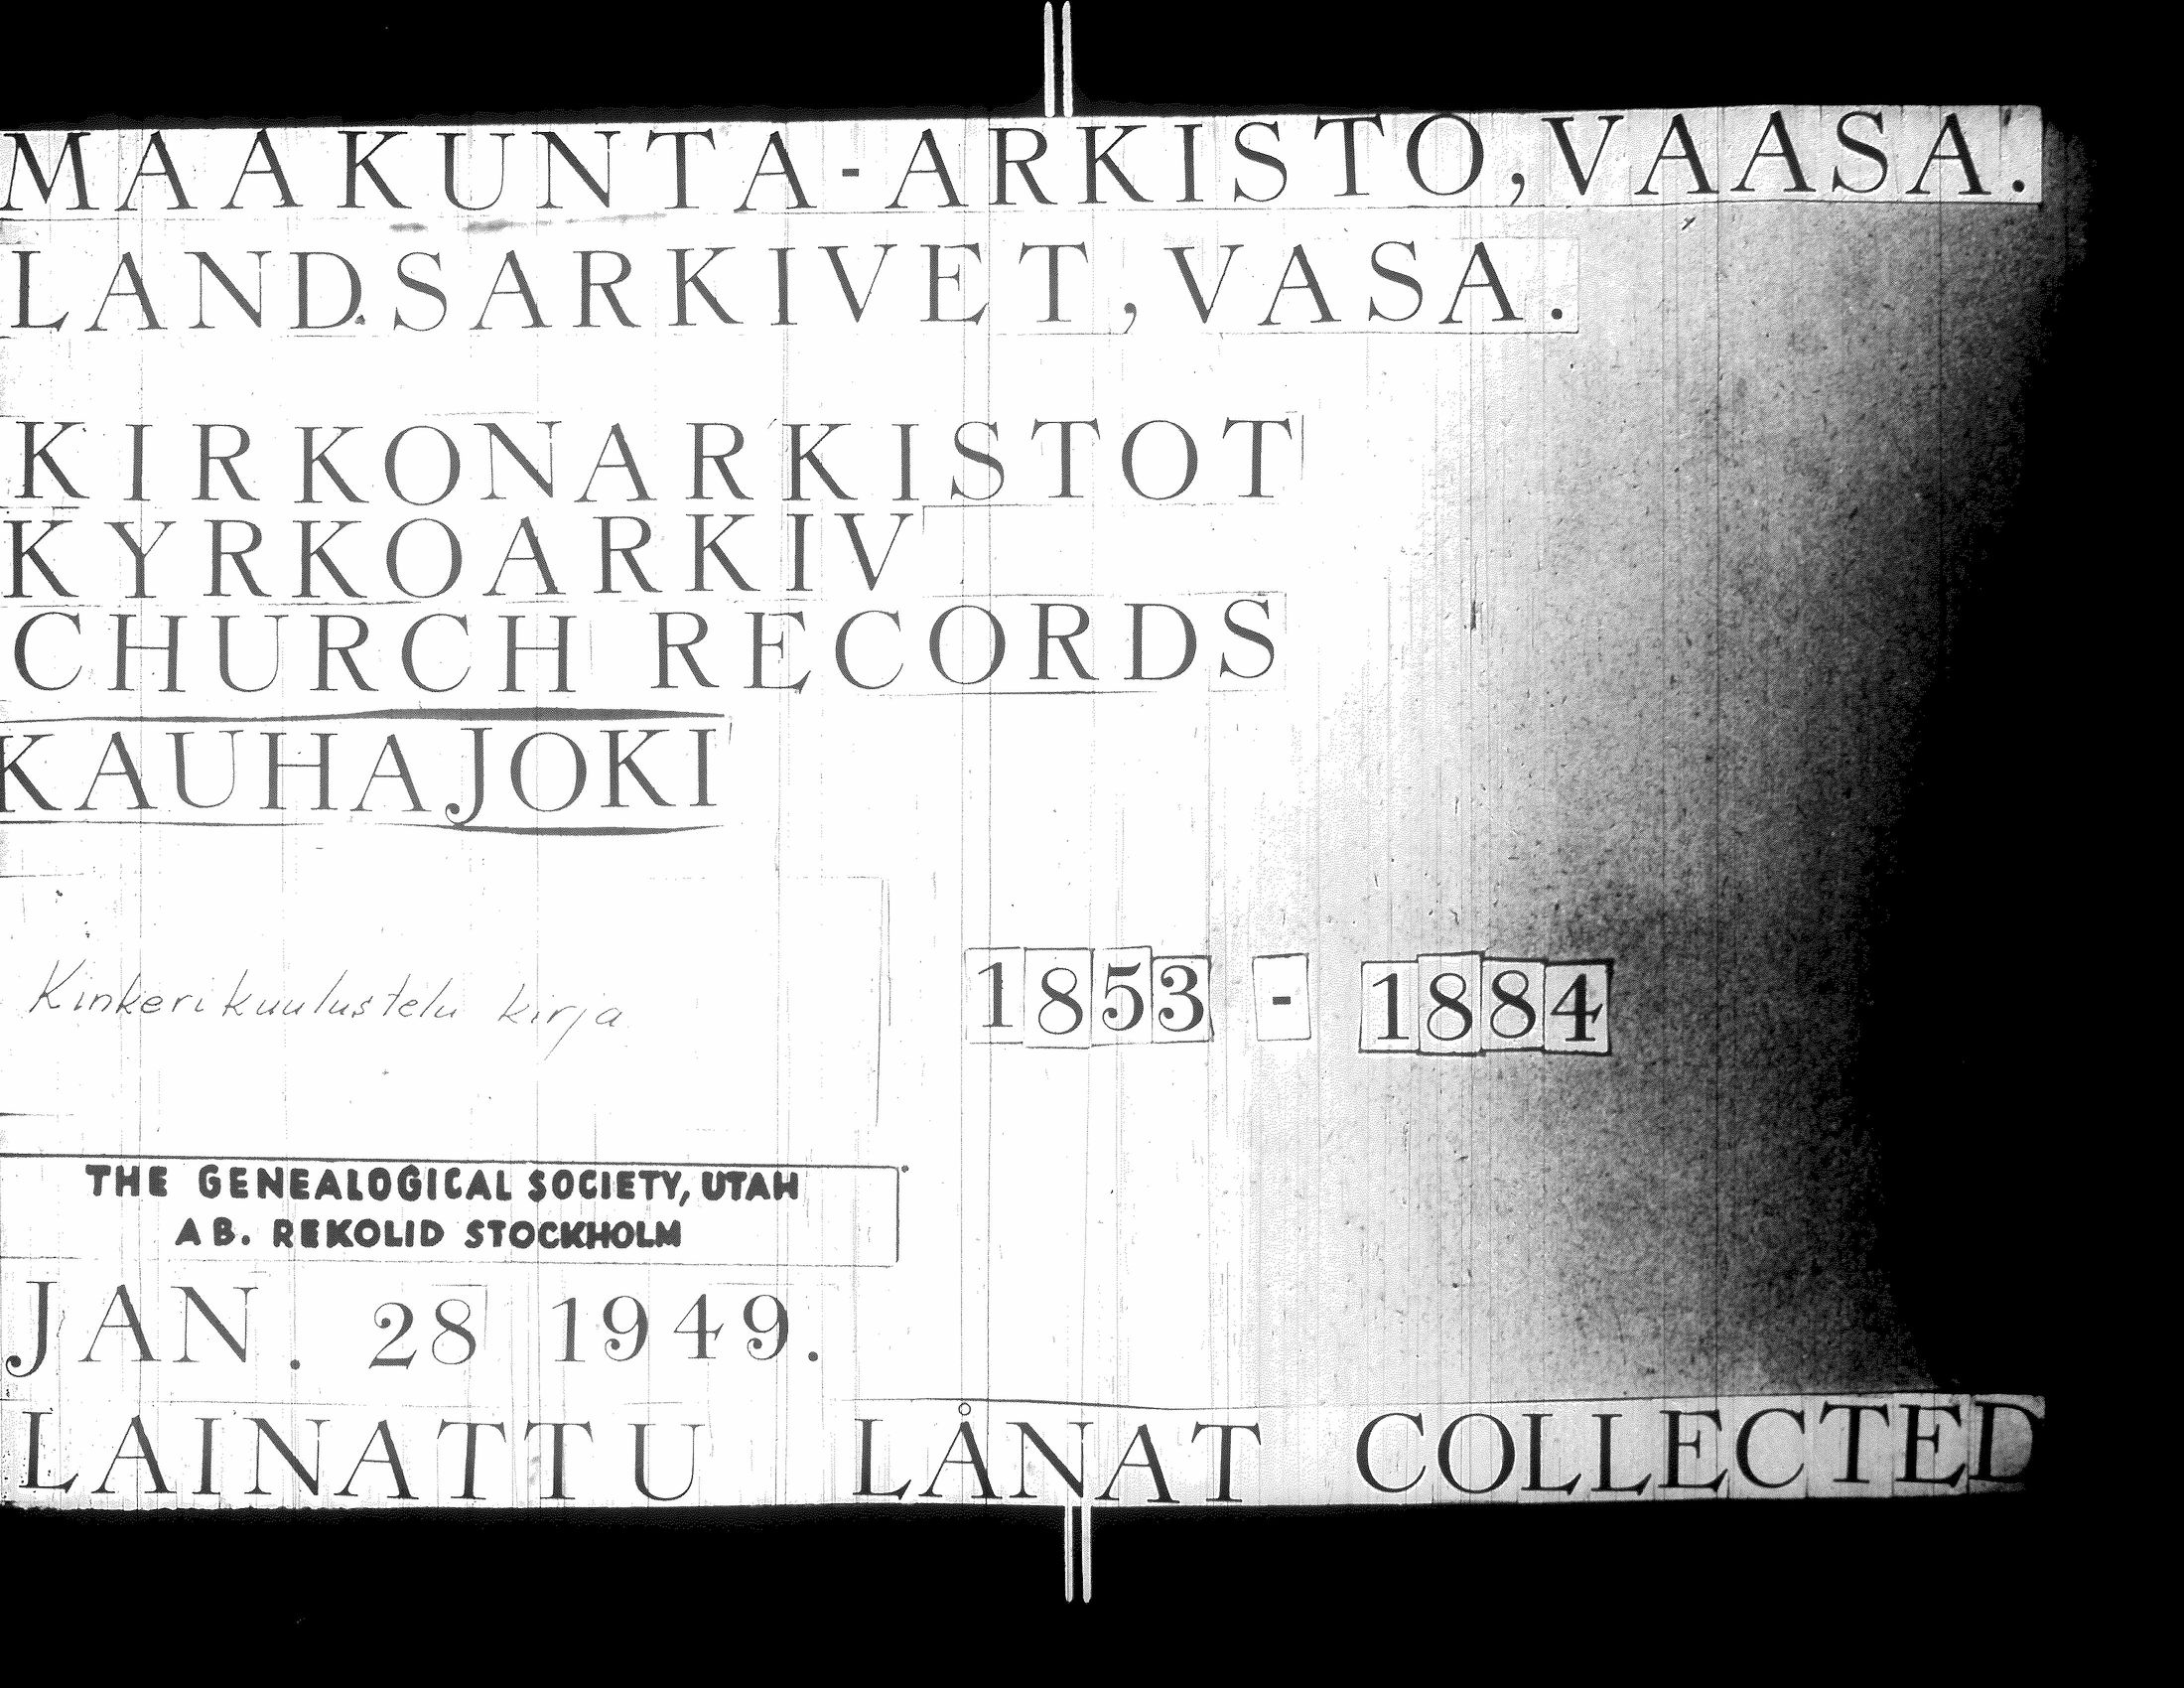 MAAKUNTA-ARKISTO, VAASA.
LANDSARKIVET, VASA.
KIRKONARKISTOT
KYRKOARKIV
CHURCH RECORDS
KAUHAJOKI
Kinkerikuulustelu kirja 1853 - 1884
THE GENEALOGICAL SOCIETY, UTAH
AB. REKOLID STOCKHOLM
JAN. 28 1949.
LAINATTU LÅNAT COLLECTED